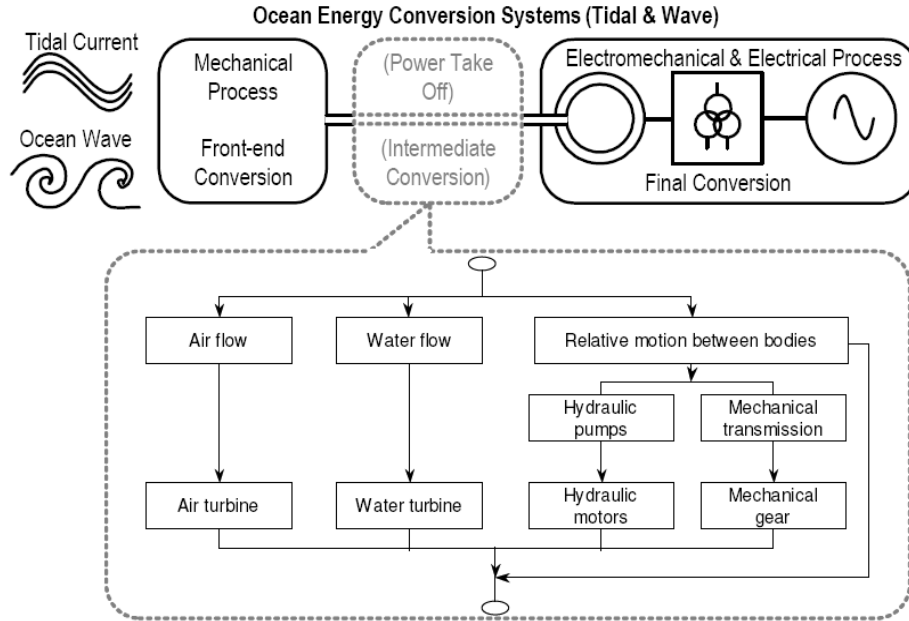 Ocean Energy Conversion Systems (Tidal & Wave)
Tidal Current
Ocean Wave
Mechanical
Process
Front-end
Conversion
(Power Take
Off)
(Intermediate
Conversion)
Electromechanical & Electrical Process
Final Conversion
Air flow
Water flow
Relative motion between bodies
Hydraulic
pumps
Mechanical
transmission
Air turbine
Water turbine
Hydraulic
motors
Mechanical
gear